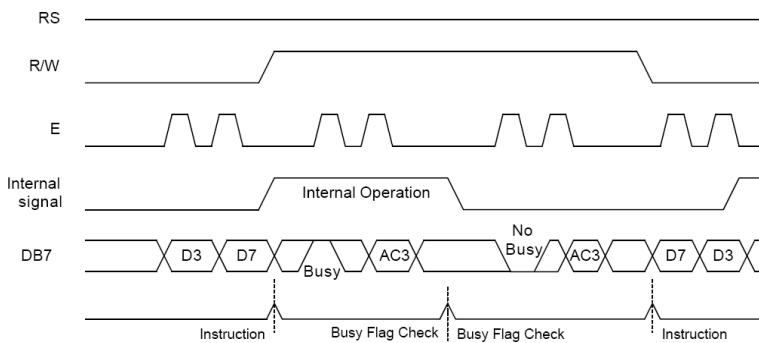 RS
R/W
E
Internal
signal
Internal Operation
DB7
D3
D7
Busy
AC3
No
Busy
AC3
D7
D3
Instruction
Busy Flag Check
Busy Flag Check
Instruction